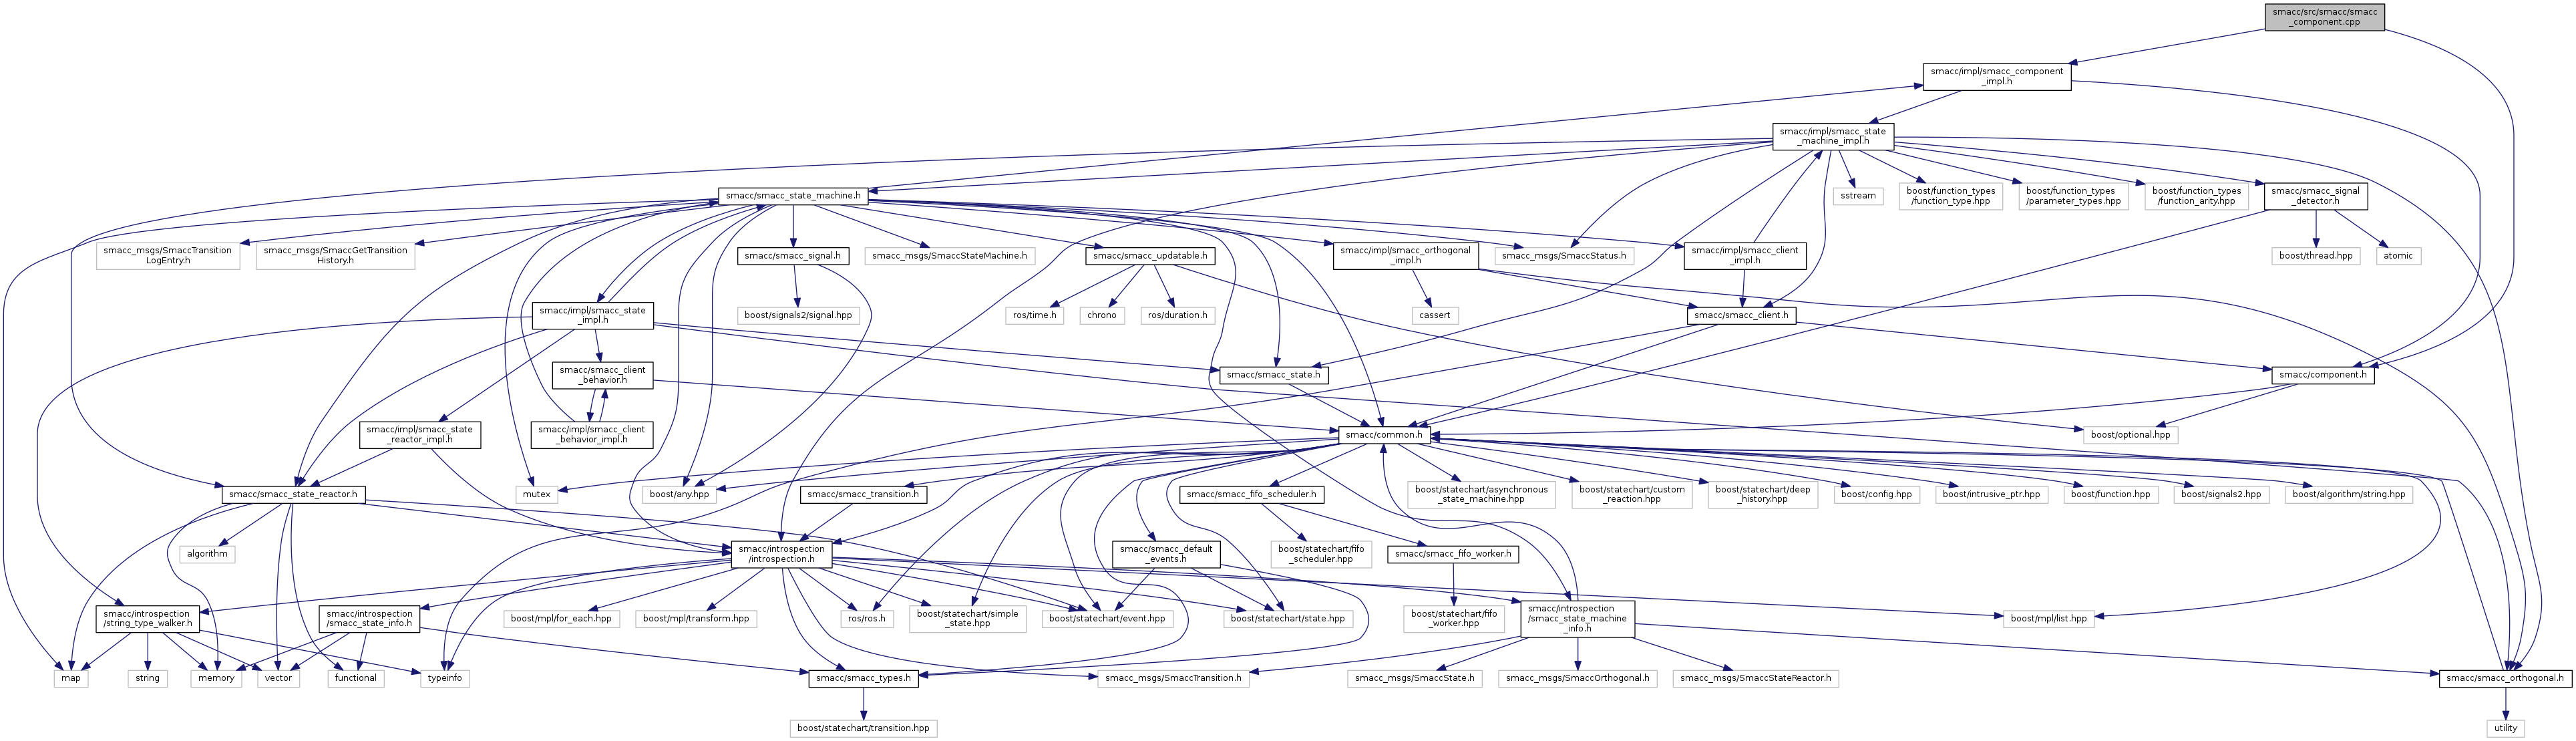 smacc/src/smacc/smacc
_component.cpp
smacc/impl/smacc_component
_impl.h
smacc/impl/smacc_state
_machine_impl.h
smacc/smacc_state_machine.h
sstream
boost/function_types
/function_type.hpp
boost/function_types
/parameter_types.hpp
boost/function_types
/function_arity.hpp
smacc/smacc_signal
_detector.h
smacc_msgs/SmaccTransition
LogEntry.h
smacc_msgs/SmaccGetTransition
History.h
smacc/smacc_signal.h
smacc_msgs/SmaccStateMachine.h
smacc/smacc_updatable.h
smacc/impl/smacc_orthogonal
_impl.h
smacc_msgs/SmaccStatus.h
smacc/impl/smacc_client
_impl.h
boost/thread.hpp
atomic
smacc/impl/smacc_state
_impl.h
boost/signals2/signal.hpp
ros/time.h
chrono
ros/duration.h
cassert
smacc/smacc_client.h
smacc/smacc_client
_behavior.h
smacc/smacc_state.h
smacc/component.h
smacc/impl/smacc_state
_reactor_impl.h
smacc/impl/smacc_client
_behavior_impl.h
smacc/common.h
boost/optional.hpp
smacc/smacc_state_reactor.h
mutex
boost/any.hpp
smacc/smacc_transition.h
smacc/smacc_fifo_scheduler.h
boost/statechart/asynchronous
_state_machine.hpp
boost/statechart/custom
_reaction.hpp
boost/statechart/deep
_history.hpp
boost/config.hpp
boost/intrusive_ptr.hpp
boost/function.hpp
boost/signals2.hpp
boost/algorithm/string.hpp
algorithm
smacc/introspection
/introspection.h
smacc/smacc_default
_events.h
boost/statechart/fifo
_scheduler.hpp
smacc/smacc_fifo_worker.h
smacc/introspection
/string_type_walker.h
smacc/introspection
/smacc_state_info.h
boost/mpl/for_each.hpp
boost/mpl/transform.hpp
ros/ros.h
boost/statechart/simple
_state.hpp
boost/statechart/event.hpp
boost/statechart/state.hpp
boost/statechart/fifo
_worker.hpp
smacc/introspection
/smacc_state_machine
_info.h
boost/mpl/list.hpp
map
string
memory
vector
functional
typeinfo
smacc/smacc_types.h
smacc_msgs/SmaccTransition.h
smacc_msgs/SmaccState.h
smacc_msgs/SmaccOrthogonal.h
smacc_msgs/SmaccStateReactor.h
smacc/smacc_orthogonal.h
boost/statechart/transition.hpp
utility